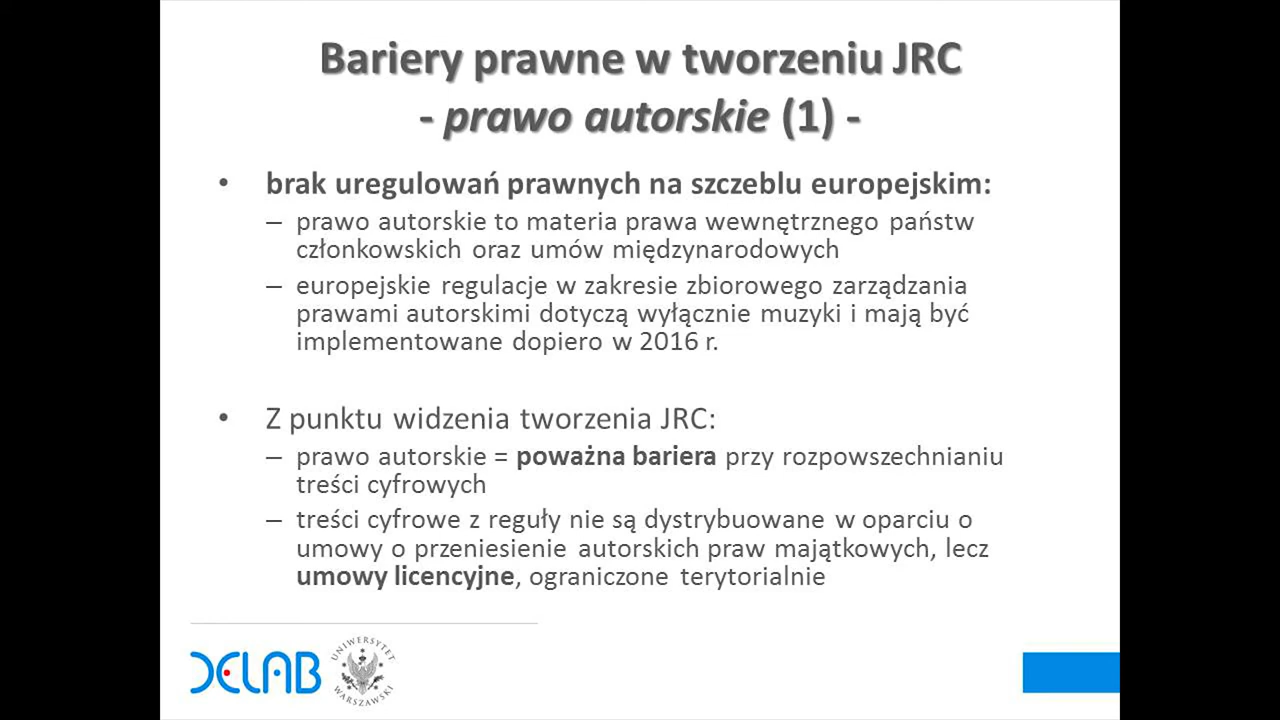 Bariery prawne w tworzeniu JRC
- prawo autorskie (1) -
• brak uregulowań prawnych na szczeblu europejskim:
– prawo autorskie to materia prawa wewnętrznego państw
członkowskich oraz umów międzynarodowych
– europejskie regulacje w zakresie zbiorowego zarządzania
prawami autorskimi dotyczą wyłącznie muzyki i mają być
implementowane dopiero w 2016 r.
• Z punktu widzenia tworzenia JRC:
– prawo autorskie = poważna bariera przy rozpowszechnianiu
treści cyfrowych
– treści cyfrowe z reguły nie są dystrybuowane w oparciu o
umowy o przeniesienie autorskich praw majątkowych, lecz
umowy licencyjne, ograniczone terytorialnie
DELAB
UNIWERSYTET
WARSZAWSKI